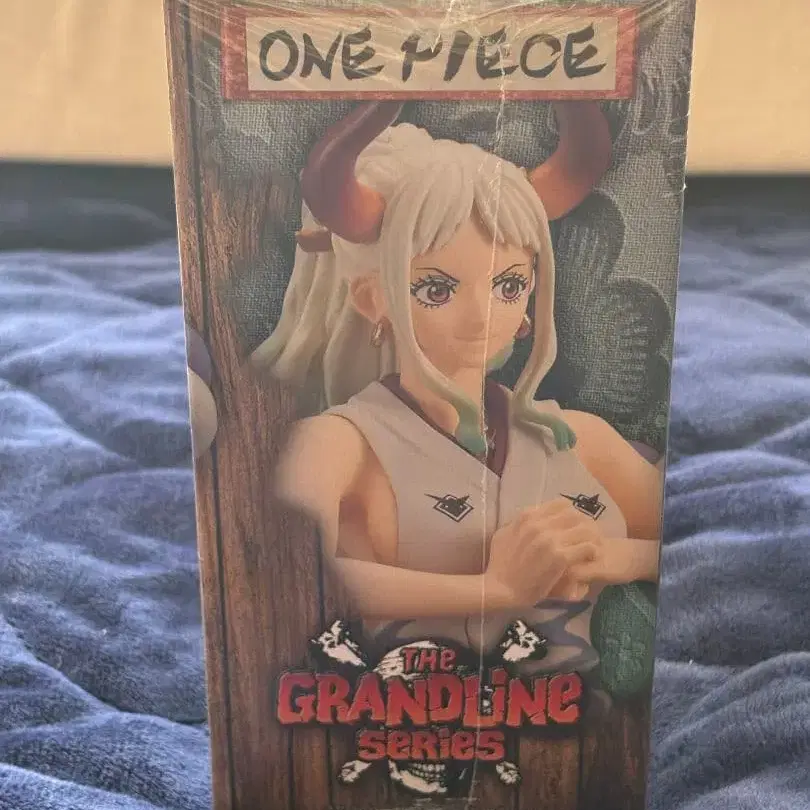 ONE PIECE
THE
GRANDLINE
SERIES